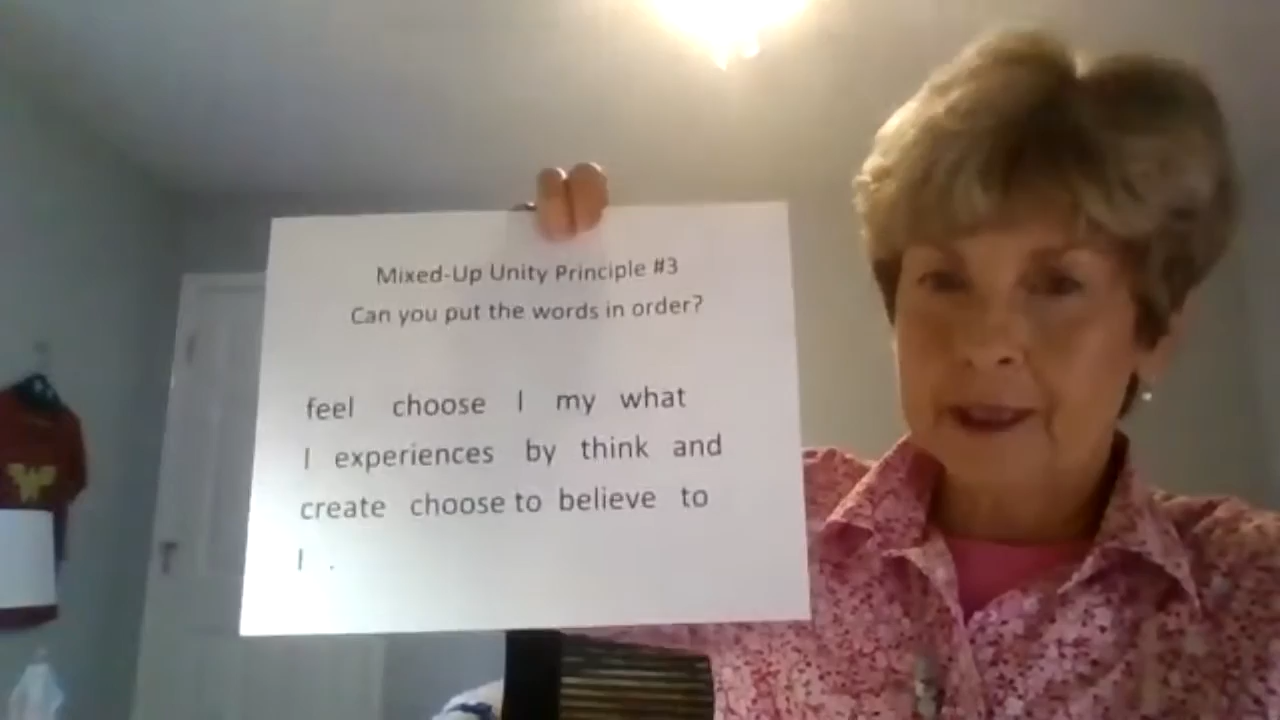 Mixed-Up Unity Principle #3
Can you put the words in order?
feel choose I my what
I experiences by think and
create choose to believe to
I .